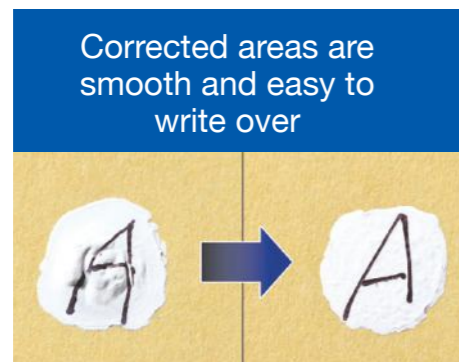 Corrected areas are
smooth and easy to
write over
A A